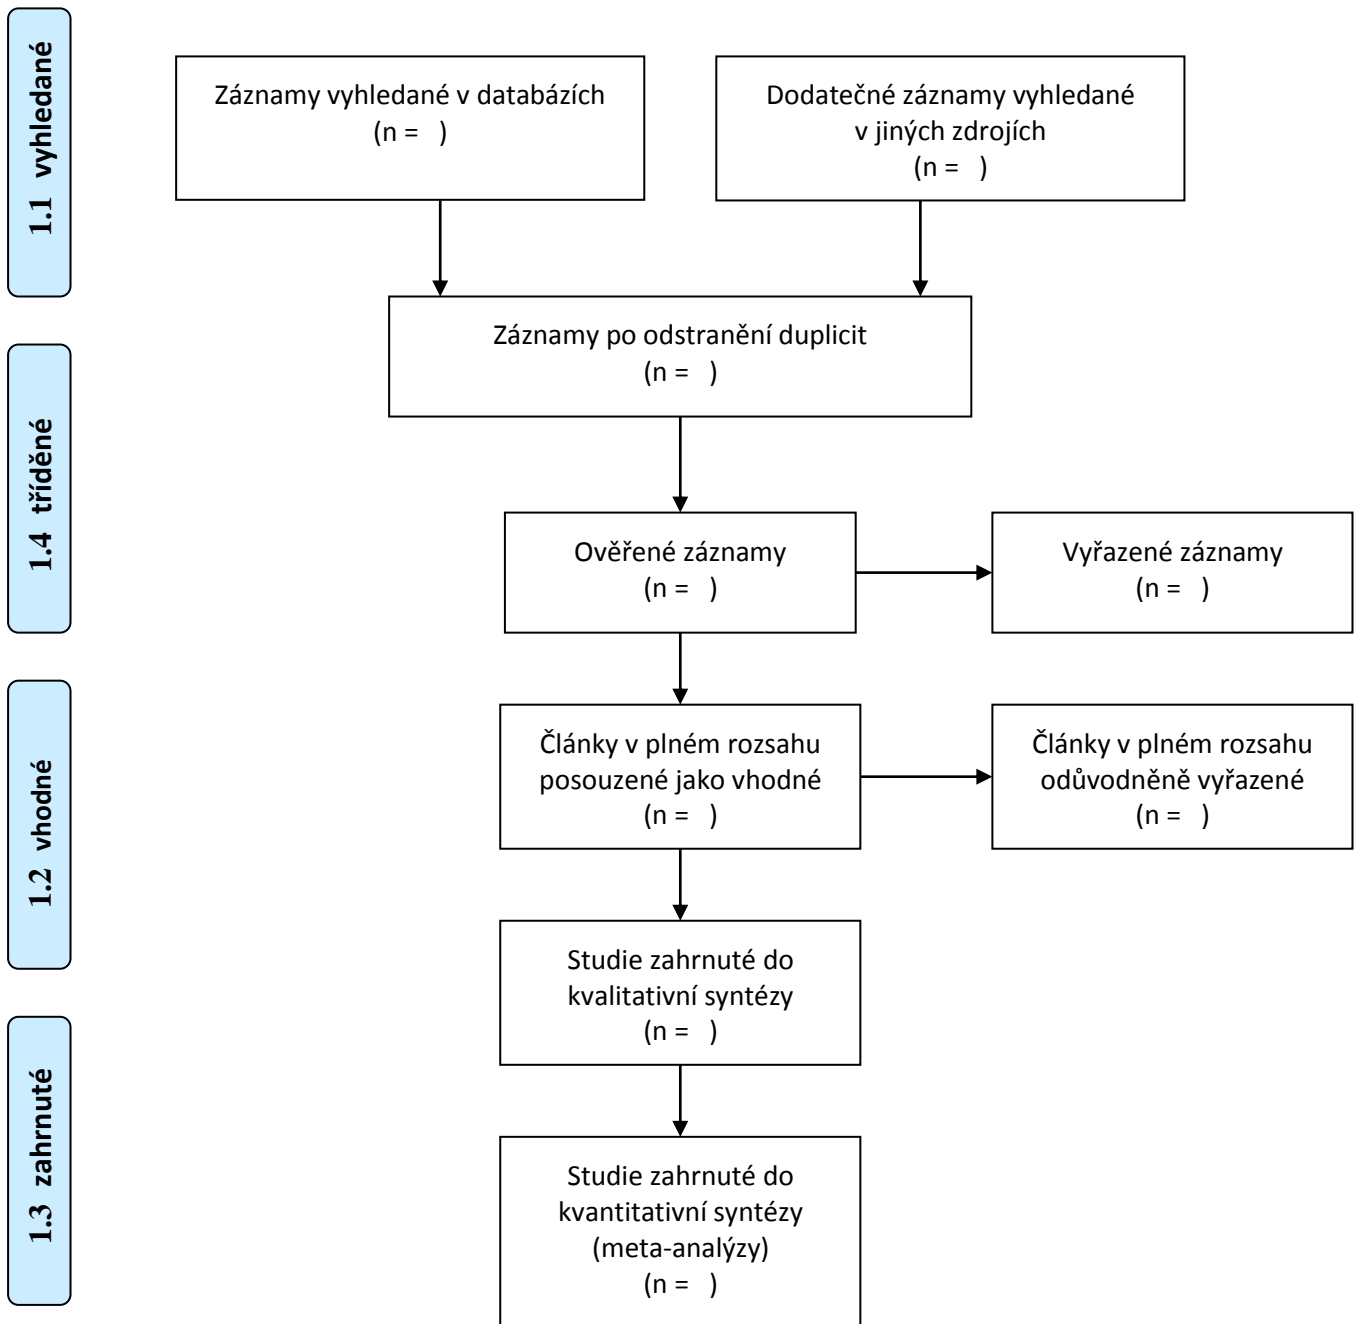 1.1 vyhledané
Záznamy vyhledané v databázích
(n = )
Dodatečné záznamy vyhledané
v jiných zdrojích
(n = )
Záznamy po odstranění duplicit
(n = )
1.4 tříděné
Ověřené záznamy
(n = )
Vyřazené záznamy
(n = )
1.2 vhodné
Články v plném rozsahu
posouzené jako vhodné
(n = )
Články v plném rozsahu
odůvodněně vyřazené
(n = )
Studie zahrnuté do
kvalitativní syntézy
(n = )
1.3 zahrnuté
Studie zahrnuté do
kvantitativní syntézy
(meta-analýzy)
(n = )